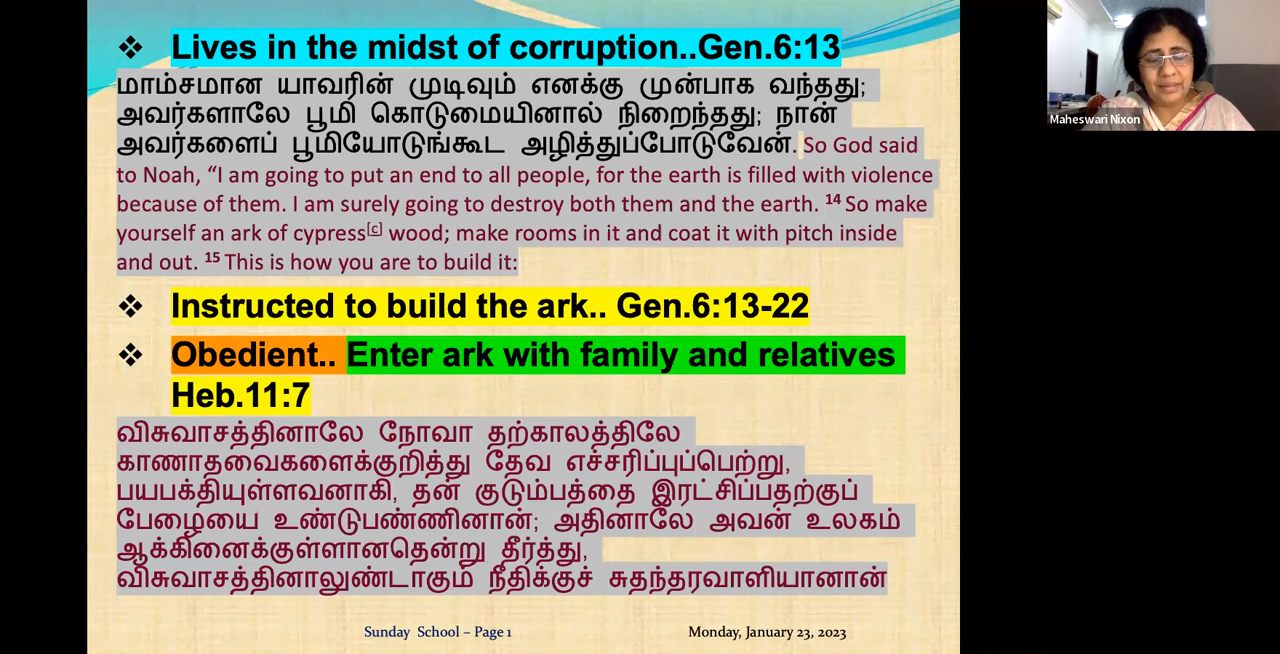 ❖ Lives in the midst of corruption..Gen.6:13
மாம்சமான யாவரின் முடிவும் எனக்கு முன்பாக வந்தது;
அவர்களாலே பூமி கொடுமையினால் நிறைந்தது; நான்
அவர்களைப் பூமியோடுங்கூட அழித்துப்போடுவேன். So God said
to Noah, “I am going to put an end to all people, for the earth is filled with violence
because of them. I am surely going to destroy both them and the earth. 14 So make
yourself an ark of cypress[c] wood; make rooms in it and coat it with pitch inside
and out. 15 This is how you are to build it:
❖ Instructed to build the ark.. Gen.6:13-22
❖ Obedient.. Enter ark with family and relatives
Heb.11:7
விசுவாசத்தினாலே நோவா தற்காலத்திலே
காணாதவைகளைக்குறித்து தேவ எச்சரிப்புப்பெற்று,
பயபக்தியுள்ளவனாகி, தன் குடும்பத்தை இரட்சிப்பதற்குப்
பேழையை உண்டுபண்ணினான்; அதினாலே அவன் உலகம்
ஆக்கினைக்குள்ளானதென்று தீர்த்து,
விசுவாசத்தினாலுண்டாகும் நீதிக்குச் சுதந்தரவாளியானான்
Sunday School – Page 1
Monday, January 23, 2023
Maheswari Nixon